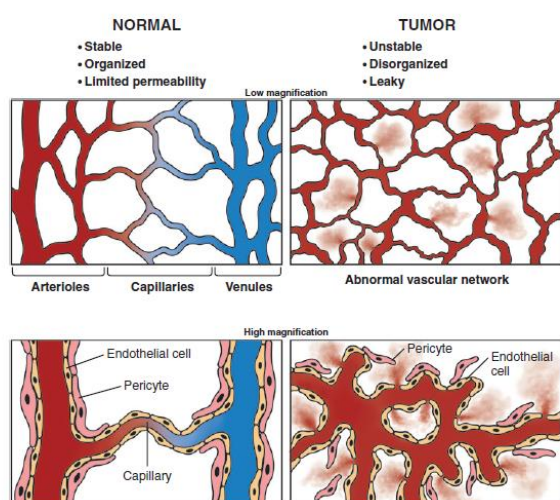 NORMAL
• Stable
• Organized
• Limited permeability
TUMOR
• Unstable
• Disorganized
• Leaky
Low magnification
Arterioles
Capillaries
Venules
Abnormal vascular network
High magnification
Endothelial cell
Pericyte
Capillary
Pericyte
Endothelial
cell